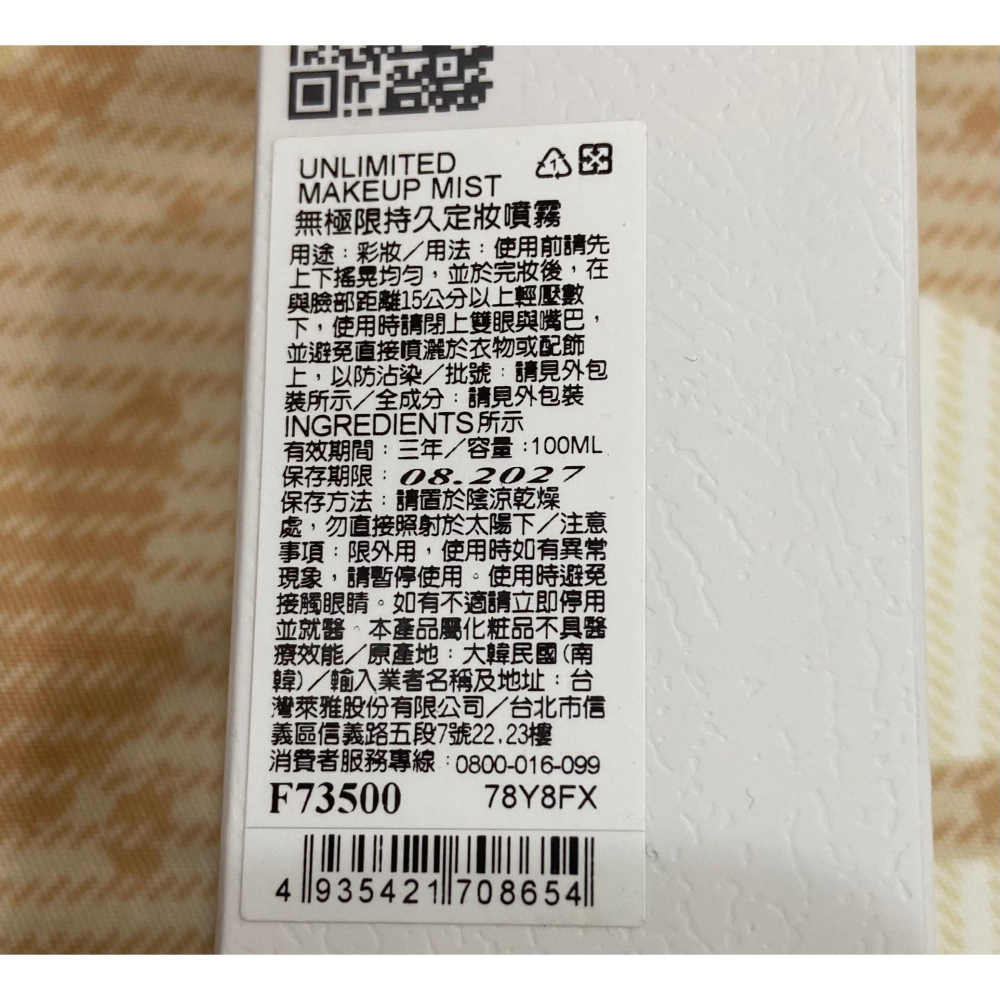 UNLIMITED
MAKEUP MIST
無極限持久定妝噴霧
用途：彩妝／用法：使用前請先
上下搖晃均勻，並於完妝後，在
與臉部距離15公分以上輕壓數
下，使用時請閉上雙眼與嘴巴，
並避免直接噴灑於衣物或配飾
上，以防沾染／批號：請見外包
裝所示／全成分：請見外包裝
INGREDIENTS所示
有效期間：三年／容量：100ML
保存期限：08.2027
保存方法：請置於陰涼乾燥
處，勿直接照射於太陽下／注意
事項：限外用，使用時如有異常
現象，請暫停使用。使用時避免
接觸眼睛。如有不適請立即停用
並就醫。本產品屬化粧品不具醫
療效能／原產地：大韓民國(南
韓)／輸入業者名稱及地址：台
灣萊雅股份有限公司／台北市信
義區信義路五段7號22,23樓
消費者服務專線：0800-016-099
F73500 78Y8FX
4 935421 708654